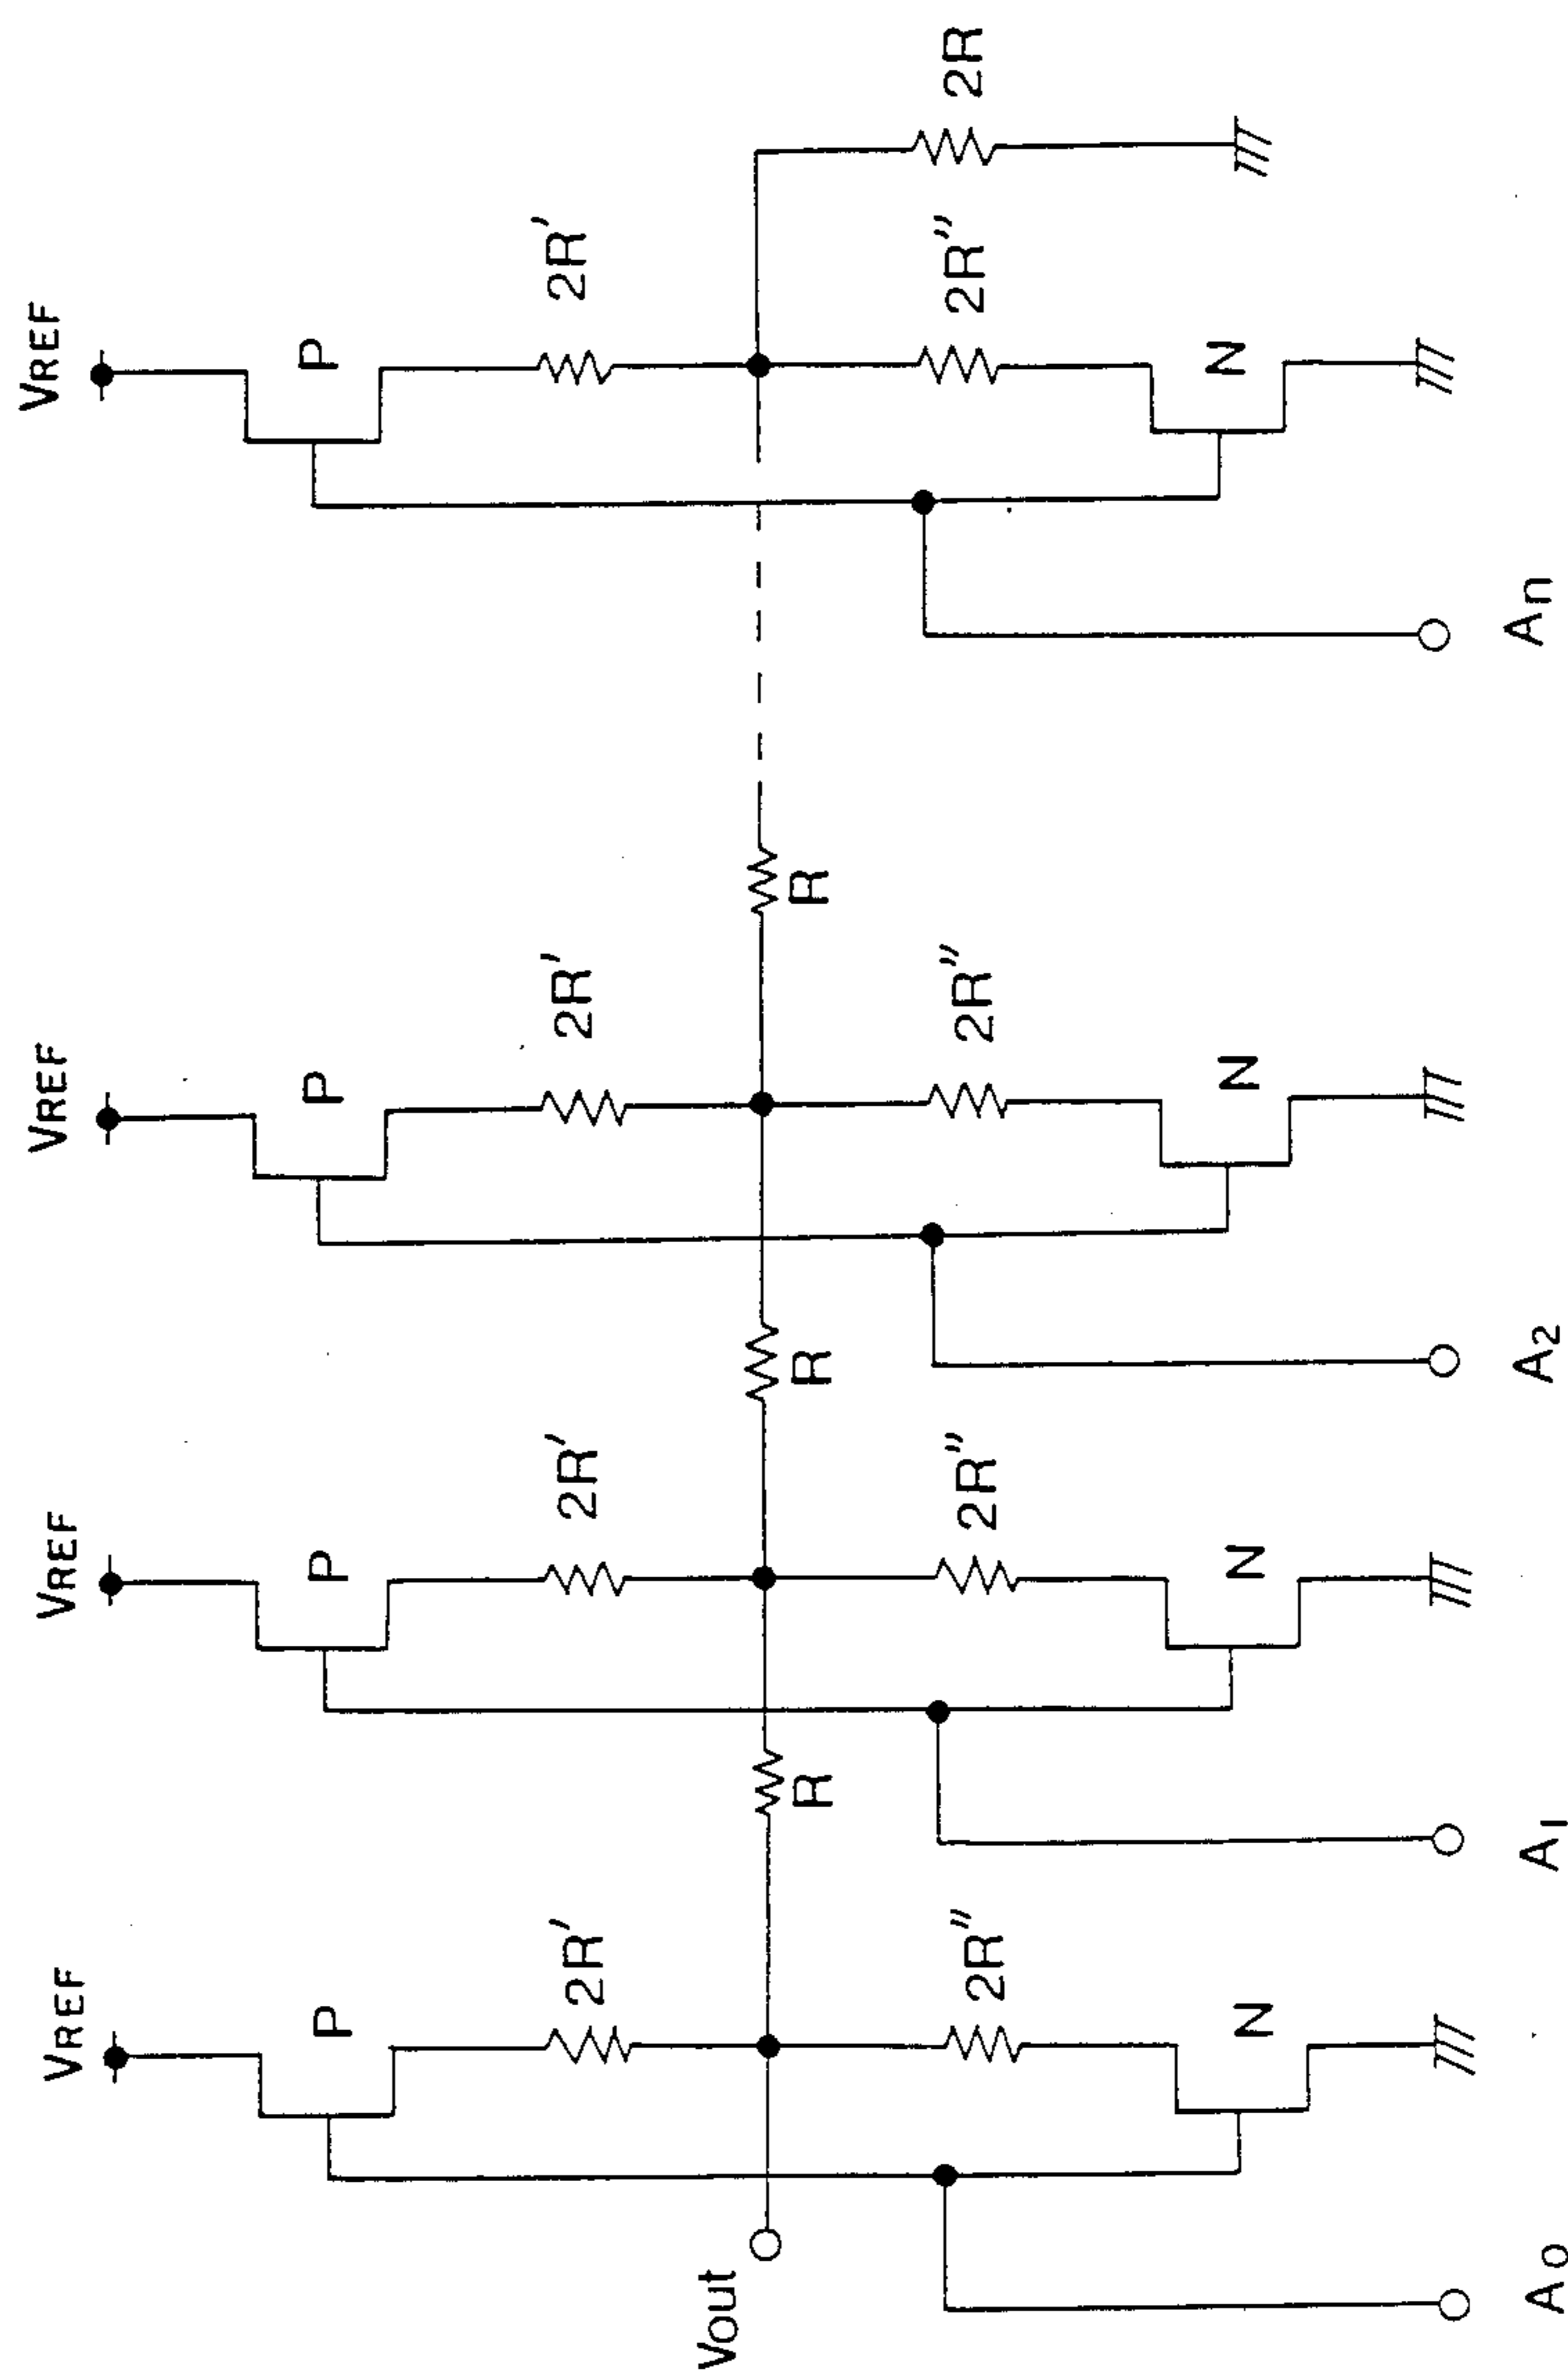 VREF VREF VREF VREF
P P P P
2R' 2R' 2R' 2R'
Vout R R R
2R" 2R" 2R" 2R" 2R
N N N N
A0 A1 A2 An